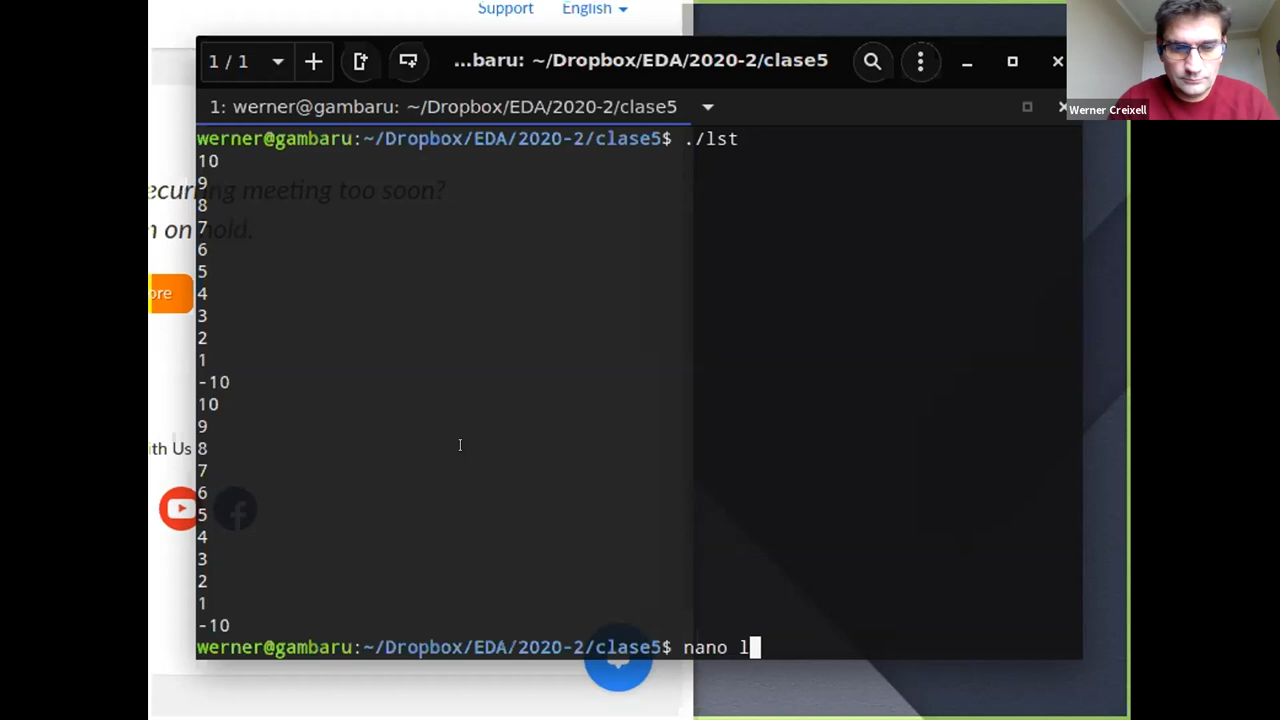 Support English
1 / 1 ...baru: ~/Dropbox/EDA/2020-2/clase5
Werner Creixell
1: werner@gambaru: ~/Dropbox/EDA/2020-2/clase5
werner@gambaru:~/Dropbox/EDA/2020-2/clase5$ ./lst
10
9
ecurring meeting too soon?
8
7
n on hold.
6
5
4
ore
3
2
1
-10
10
9
8
ith Us
7
6
5
4
3
2
1
-10
werner@gambaru:~/Dropbox/EDA/2020-2/clase5$ nano l